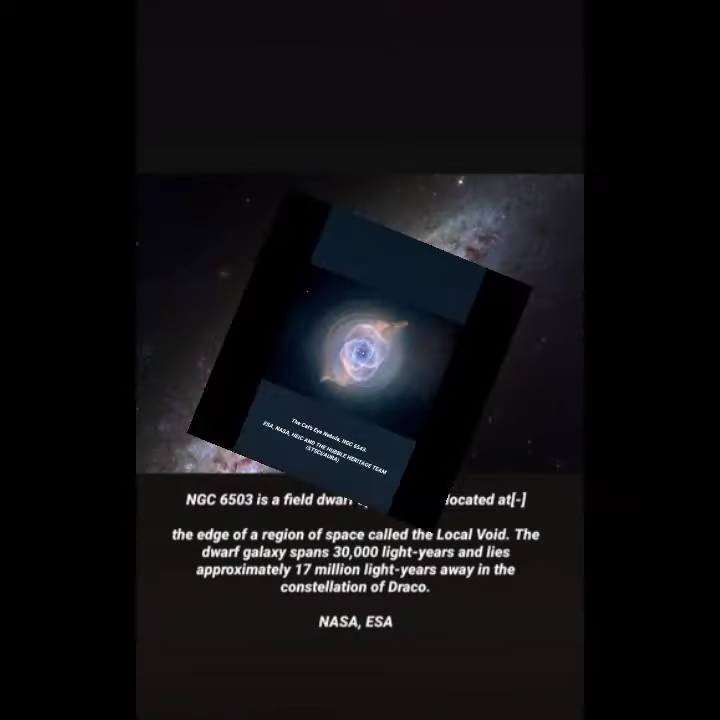 The Cat's Eye Nebula, NGC 6543.
ESA, NASA, HEIC AND THE HUBBLE HERITAGE TEAM
(STSCI/AURA)
NGC 6503 is a field dwarf located at[-]
the edge of a region of space called the Local Void. The
dwarf galaxy spans 30,000 light-years and lies
approximately 17 million light-years away in the
constellation of Draco.
NASA, ESA